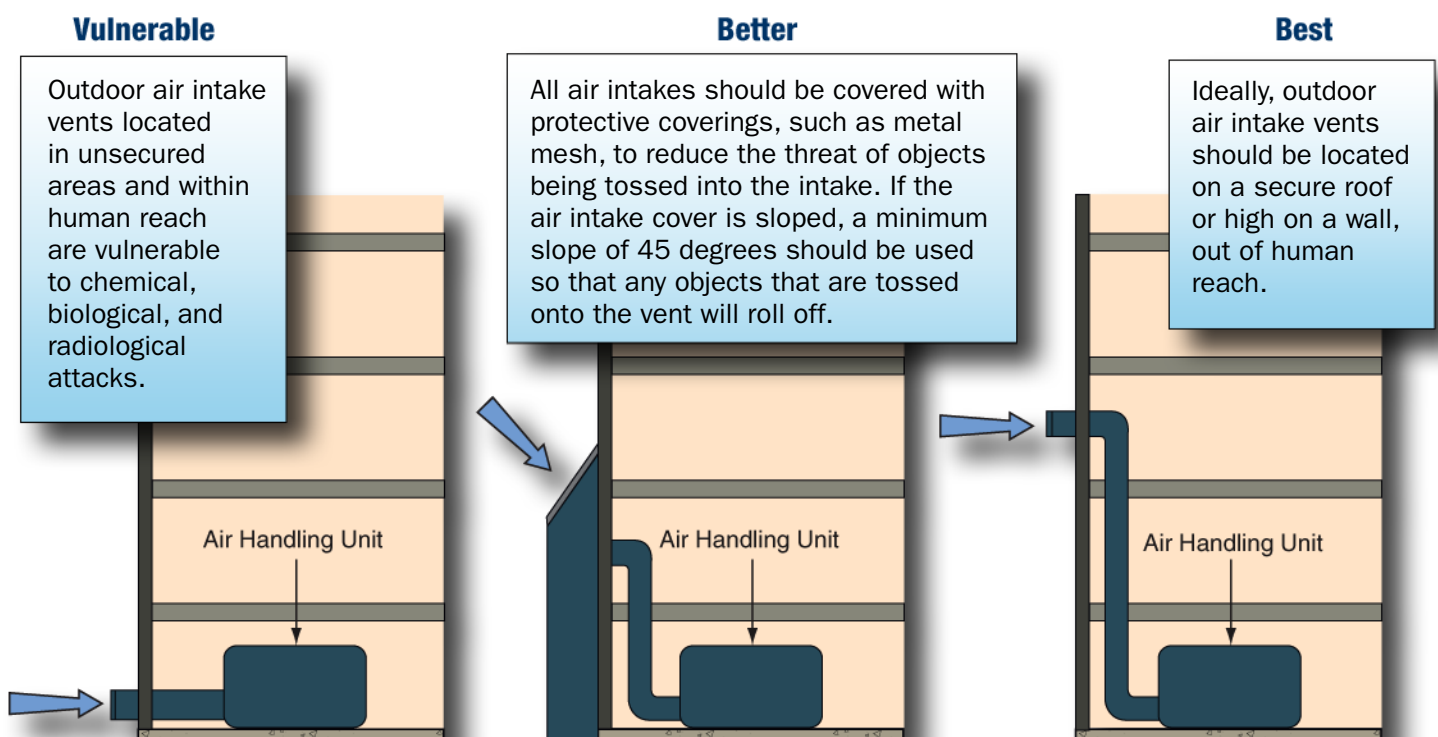 Vulnerable
Outdoor air intake
vents located
in unsecured
areas and within
human reach
are vulnerable
to chemical,
biological, and
radiological
attacks.
Air Handling Unit
Better
All air intakes should be covered with
protective coverings, such as metal
mesh, to reduce the threat of objects
being tossed into the intake. If the
air intake cover is sloped, a minimum
slope of 45 degrees should be used
so that any objects that are tossed
onto the vent will roll off.
Air Handling Unit
Best
Ideally, outdoor
air intake vents
should be located
on a secure roof
or high on a wall,
out of human
reach.
Air Handling Unit